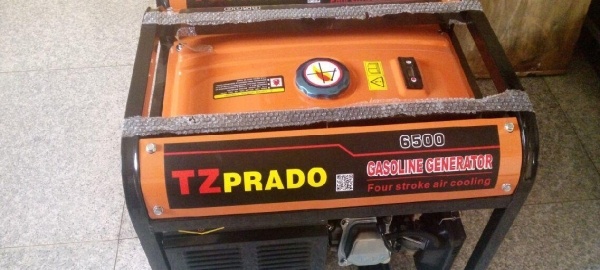 6500
TZPRADO
GASOLINE GENERATOR
Four stroke air cooling